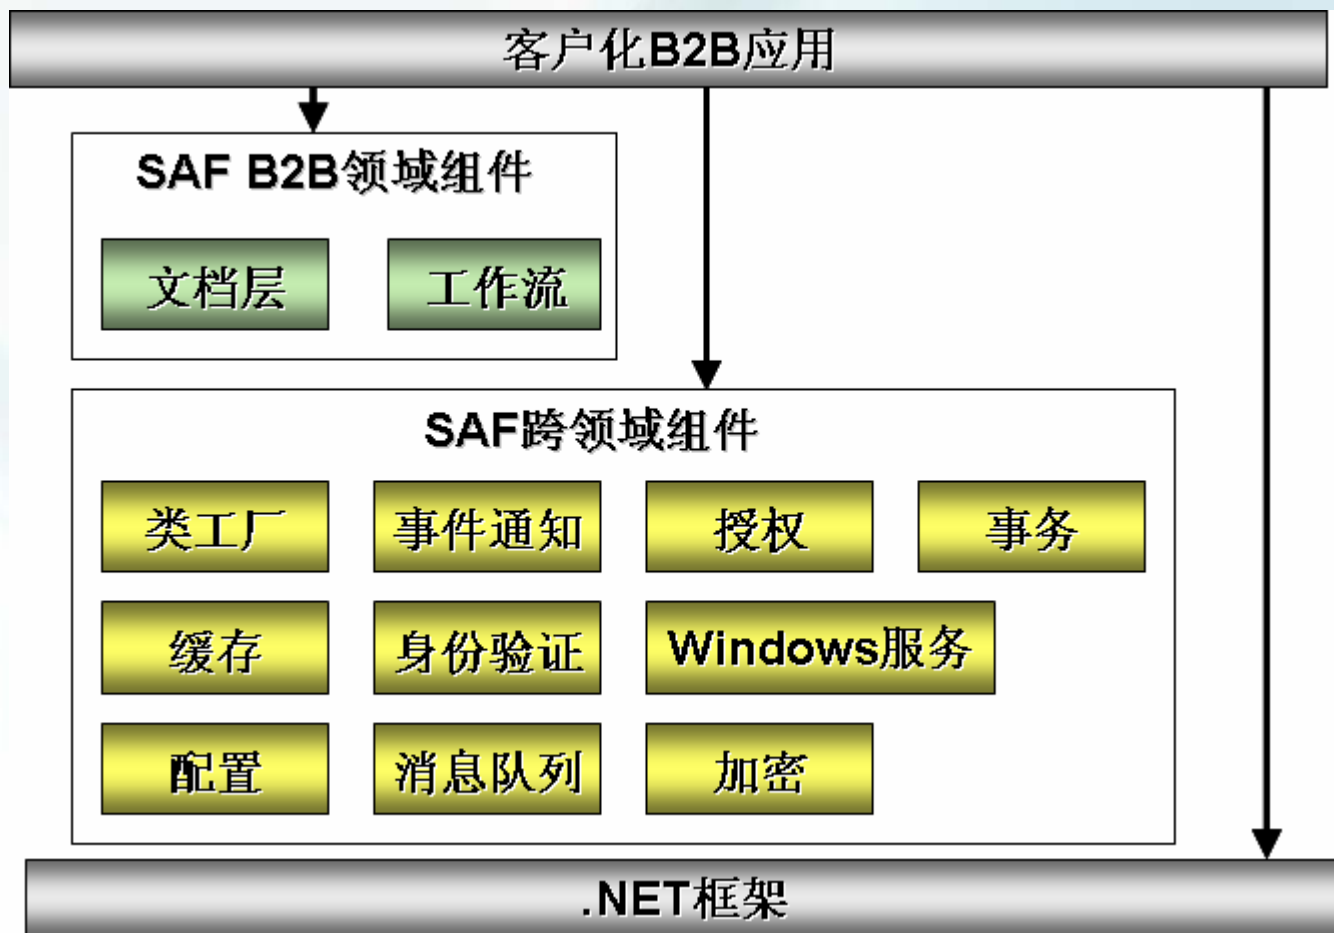 客户化B2B应用
SAF B2B领域组件
文档层
工作流
SAF跨领域组件
类工厂
事件通知
授权
事务
缓存
身份验证
Windows服务
配置
消息队列
加密
.NET框架